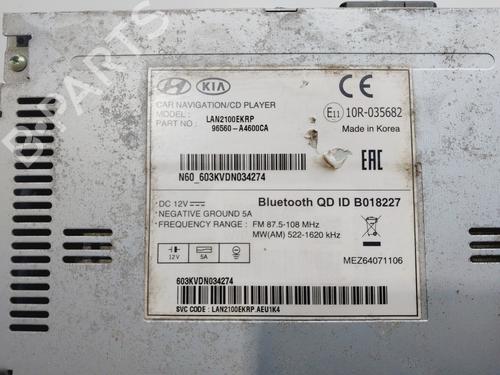 HYUNDAI KIA CE
CAR NAVIGATION/CD PLAYER
MODEL : LAN2100EKRP
PART NO : 96560-A4600CA
E11 10R-035682
Made in Korea
EAC
N60_603KVDN034274
DC 12V
NEGATIVE GROUND 5A
FREQUENCY RANGE : FM 87.5-108 MHz
MW(AM) 522-1620 kHz
Bluetooth QD ID B018227
12V 5A
MEZ64071106
603KVDN034274
SVC CODE : LAN2100EKRP.AEU1K4
B-PARTS